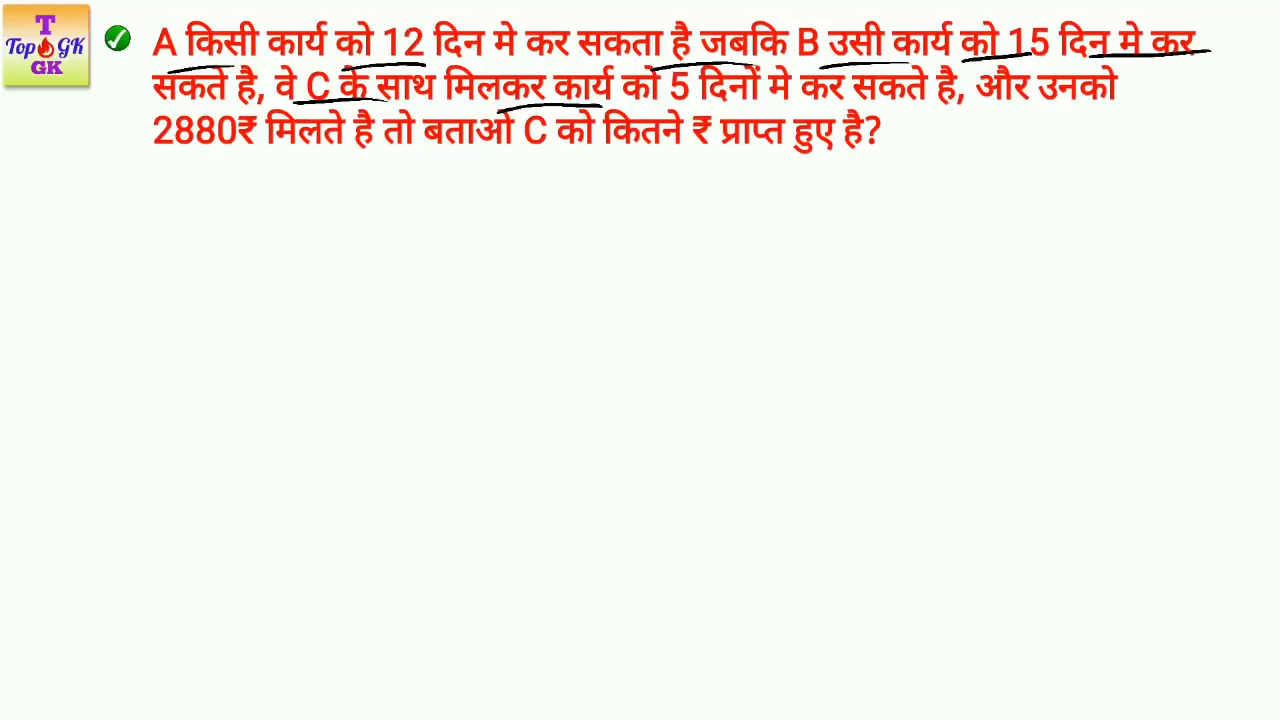 T
Top GK
GK
A किसी कार्य को 12 दिन मे कर सकता है जबकि B उसी कार्य को 15 दिन मे कर
सकते है, वे C के साथ मिलकर कार्य को 5 दिनों मे कर सकते है, और उनको
2880₹ मिलते है तो बताओ C को कितने ₹ प्राप्त हुए है?